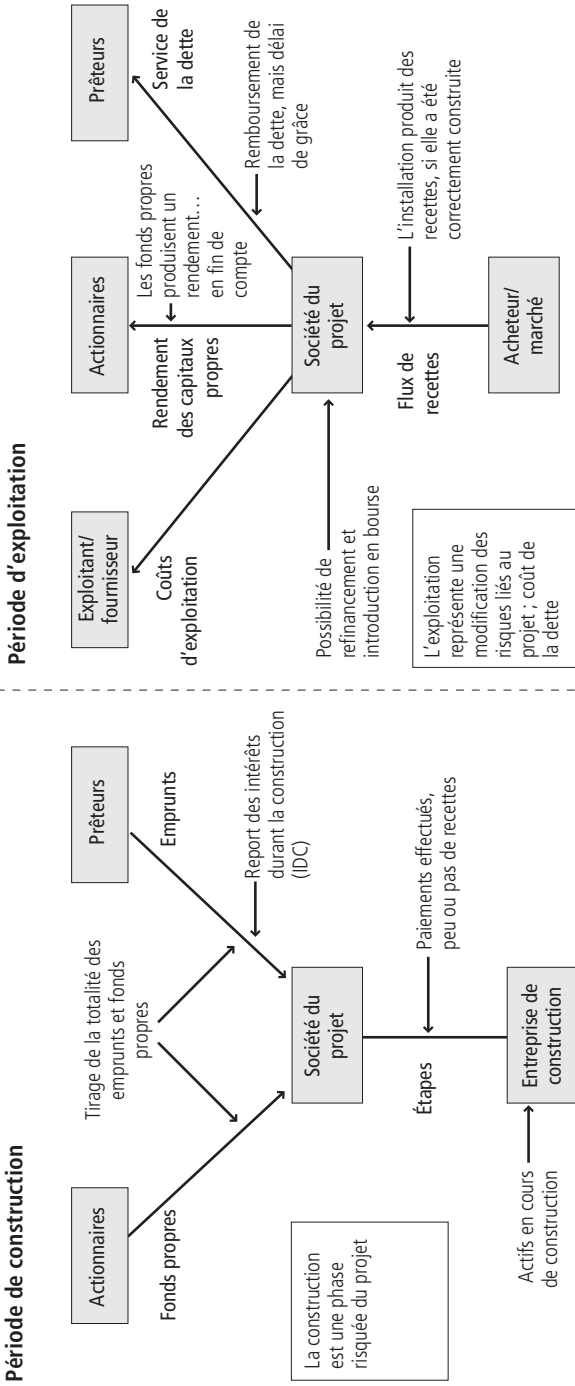 Période de construction
Actionnaires
Fonds propres
Tirage de la totalité des
emprunts et fonds
propres
Prêteurs
Emprunts
Report des intérêts
durant la construction
(IDC)
Société du
projet
La construction
est une phase
risquée du projet
Étapes
Paiements effectués,
peu ou pas de recettes
Actifs en cours
de construction
Entreprise de
construction
Période d'exploitation
Exploitant/
fournisseur
Coûts
d'exploitation
Actionnaires
Rendement
des capitaux
propres
Les fonds propres
produisent un
rendement…
en fin de
compte
Prêteurs
Service de
la dette
Remboursement de
la dette, mais délai
de grâce
Société du
projet
Possibilité de
refinancement et
introduction en bourse
Flux de
recettes
L'installation produit des
recettes, si elle a été
correctement construite
L'exploitation
représente une
modification des
risques liés au
projet ; coût de
la dette
Acheteur/
marché